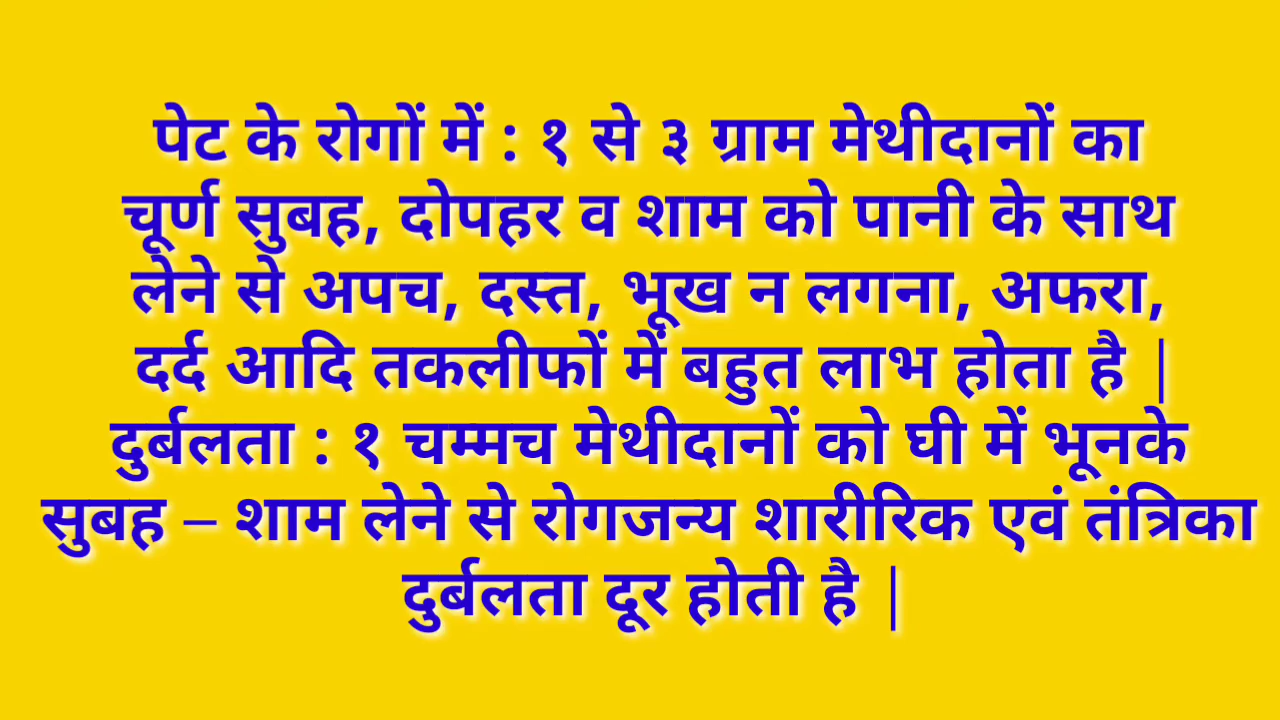 पेट के रोगों में : १ से ३ ग्राम मेथीदानों का
चूर्ण सुबह, दोपहर व शाम को पानी के साथ
लेने से अपच, दस्त, भूख न लगना, अफरा,
दर्द आदि तकलीफों में बहुत लाभ होता है |
दुर्बलता : १ चम्मच मेथीदानों को घी में भूनके
सुबह – शाम लेने से रोगजन्य शारीरिक एवं तंत्रिका
दुर्बलता दूर होती है |